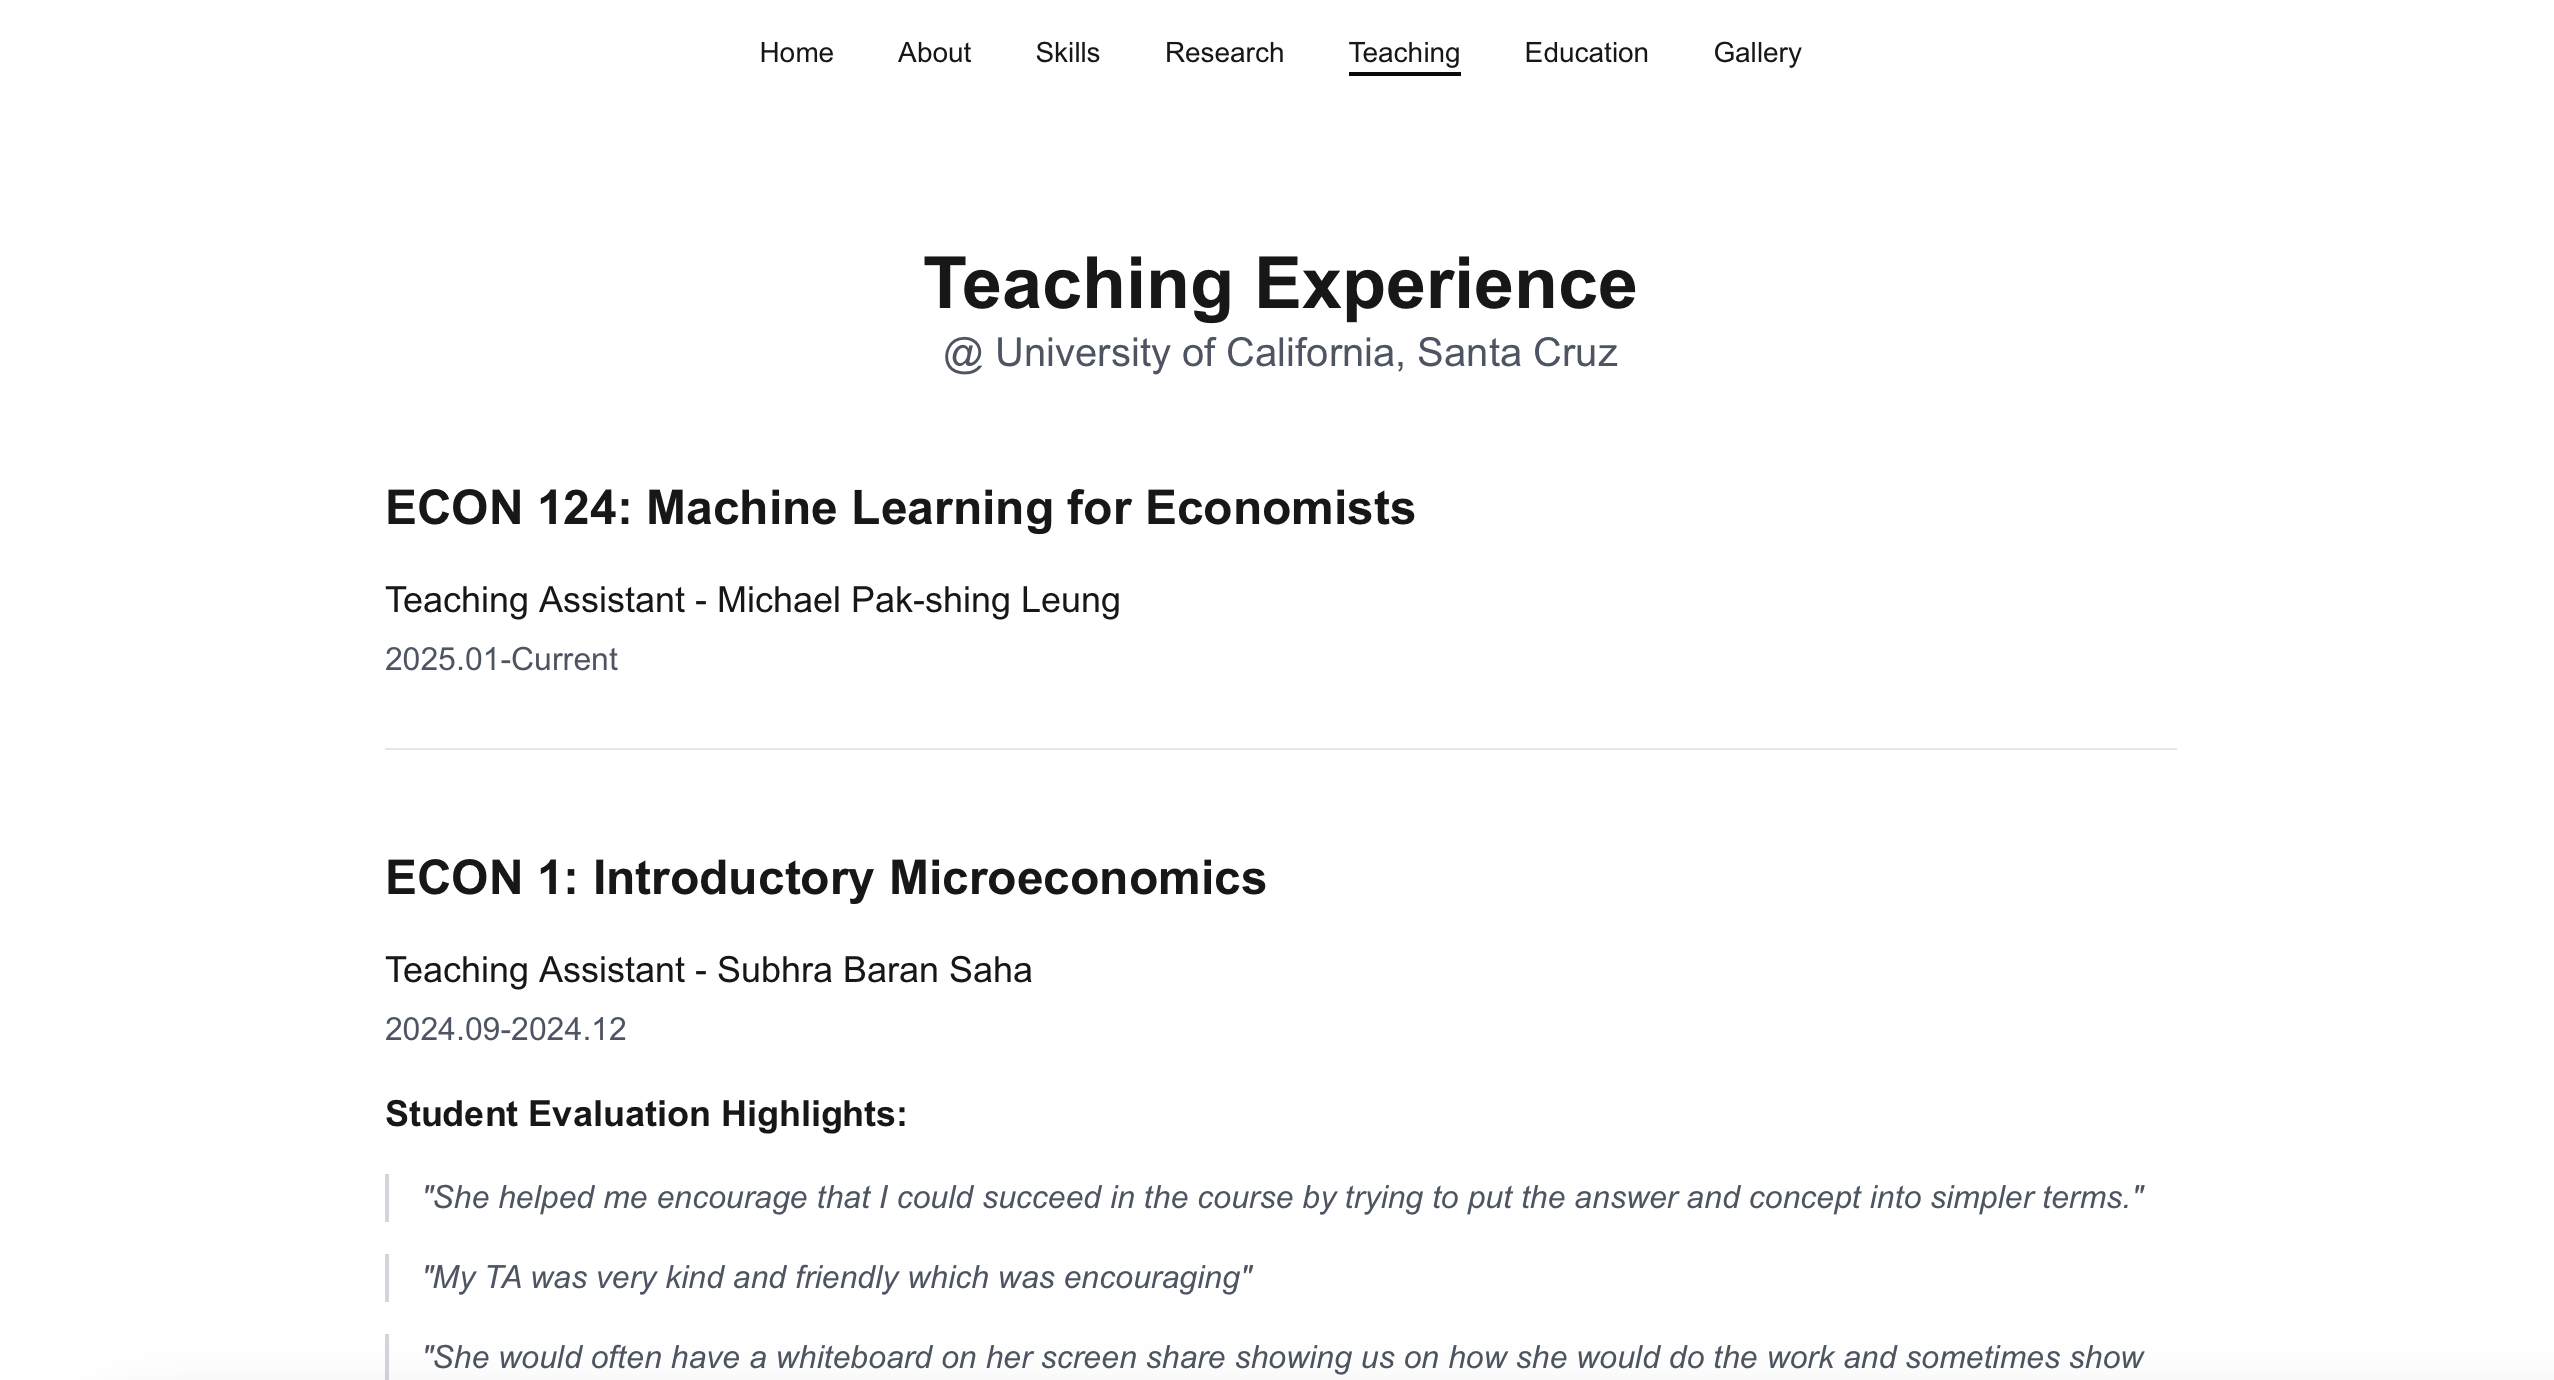 Home About Skills Research Teaching Education Gallery
Teaching Experience
@ University of California, Santa Cruz
ECON 124: Machine Learning for Economists
Teaching Assistant - Michael Pak-shing Leung
2025.01-Current
ECON 1: Introductory Microeconomics
Teaching Assistant - Subhra Baran Saha
2024.09-2024.12
Student Evaluation Highlights:
"She helped me encourage that I could succeed in the course by trying to put the answer and concept into simpler terms."
"My TA was very kind and friendly which was encouraging"
"She would often have a whiteboard on her screen share showing us on how she would do the work and sometimes show